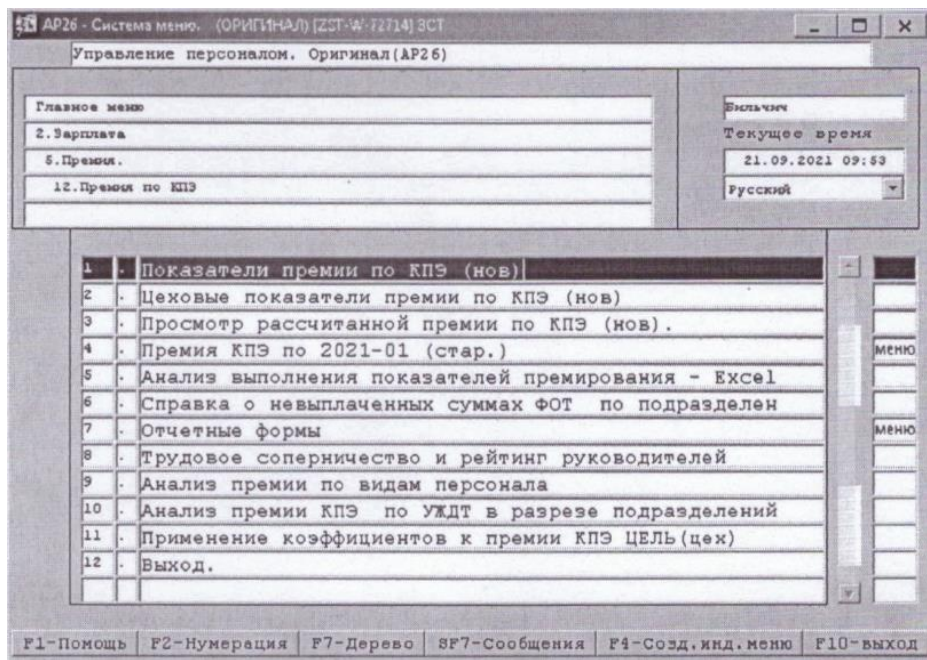 AP26 - Система меню. (ОРИГИНАЛ) [ZST-W-72714] ЗСТ
Управление персоналом. Оригинал(AP26)
Главное меню
2.Зарплата
5.Премия.
12.Премия по КПЭ
Бильчич
Текущее время
21.09.2021 09:53
Русский
1 . Показатели премии по КПЭ (нов)
2 . Цеховые показатели премии по КПЭ (нов)
3 . Просмотр рассчитанной премии по КПЭ (нов).
4 . Премия КПЭ по 2021-01 (стар.) меню
5 . Анализ выполнения показателей премирования - Excel
6 . Справка о невыплаченных суммах ФОТ по подразделен
7 . Отчетные формы меню
8 . Трудовое соперничество и рейтинг руководителей
9 . Анализ премии по видам персонала
10 . Анализ премии КПЭ по УЖДТ в разрезе подразделений
11 . Применение коэффициентов к премии КПЭ ЦЕЛЬ(цех)
12 . Выход.
F1-Помощь F2-Нумерация F7-Дерево SF7-Сообщения F4-Созд.инд.меню F10-выход